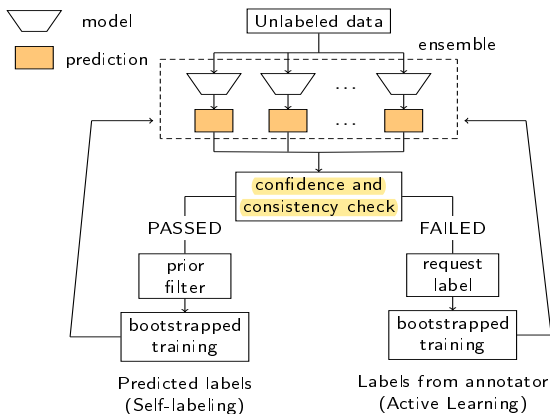 model
prediction
Unlabeled data
ensemble
...
...
confidence and
consistency check
PASSED
FAILED
prior
filter
request
label
bootstrapped
training
bootstrapped
training
Predicted labels
(Self-labeling)
Labels from annotator
(Active Learning)